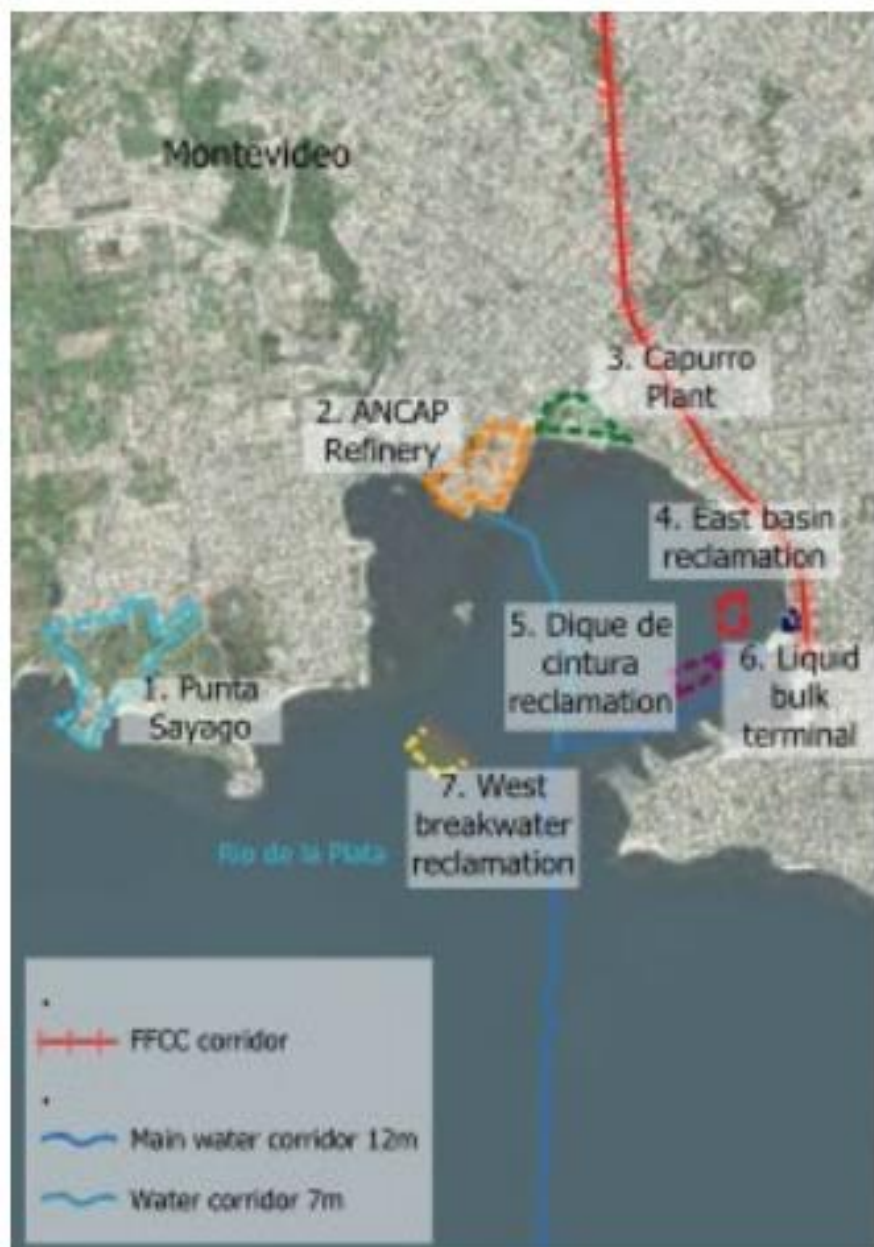 Montevideo
3. Capurro
Plant
2. ANCAP
Refinery
4. East basin
reclamation
5. Dique de
cintura
reclamation
6. Liquid
bulk
terminal
1. Punta
Sayago
7. West
breakwater
reclamation
Rio de la Plata
FFCC corridor
Main water corridor 12m
Water corridor 7m